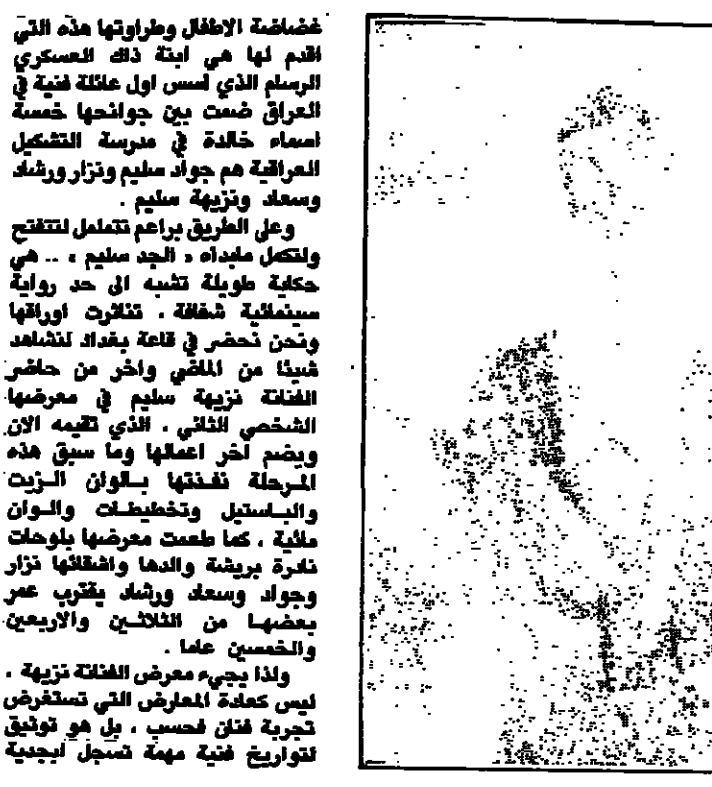 غضاضة الاطفال وطراوتها هذه التي
اقدم لها هي ابنة ذاك العسكري
الرسام الذي اسس اول عائلة فنية في
العراق ضمت بين جوانحها خمسة
اسماء خالدة في مدرسة التشكيل
العراقية هم جواد سليم ونزار ورشاد
وسعاد ونزيهة سليم .
وعلى الطريق براعم تتململ لتتفتح
ولتكمل مابداه « الجد سليم » .. هي
حكاية طويلة تشبه الى حد رواية
سينمائية شفافة . تناثرت اوراقها
ونحن نحضر في قاعة بغداد لنشاهد
شيئا من الماضي واخر من حاضر
الفنانة نزيهة سليم في معرضها
الشخصي الثاني . الذي تقيمه الان
ويضم اخر اعمالها وما سبق هذه
المرحلة نفذتها بالوان الزيت
والباستيل وتخطيطات والوان
مائية . كما طعمت معرضها بلوحات
نادرة بريشة والدها واشقائها نزار
وجواد وسعاد ورشاد يقترب عمر
بعضها من الثلاثين والاربعين
والخمسين عاما .
ولذا يجيء معرض الفنانة نزيهة .
ليس كعادة المعارض التي تستغرض
تجربة فنان فحسب . بل هو توثيق
لتواريخ فنية مهمة تسجل ابجدية